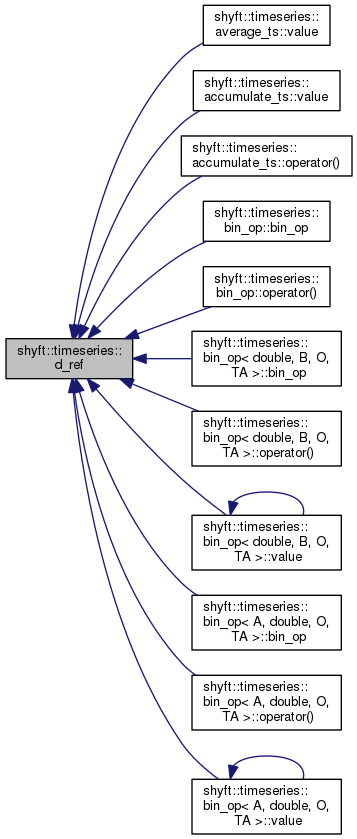 shyft::timeseries::
average_ts::value
shyft::timeseries::
accumulate_ts::value
shyft::timeseries::
accumulate_ts::operator()
shyft::timeseries::
bin_op::bin_op
shyft::timeseries::
bin_op::operator()
shyft::timeseries::
d_ref
shyft::timeseries::
bin_op< double, B, O,
TA >::bin_op
shyft::timeseries::
bin_op< double, B, O,
TA >::operator()
shyft::timeseries::
bin_op< double, B, O,
TA >::value
shyft::timeseries::
bin_op< A, double, O,
TA >::bin_op
shyft::timeseries::
bin_op< A, double, O,
TA >::operator()
shyft::timeseries::
bin_op< A, double, O,
TA >::value